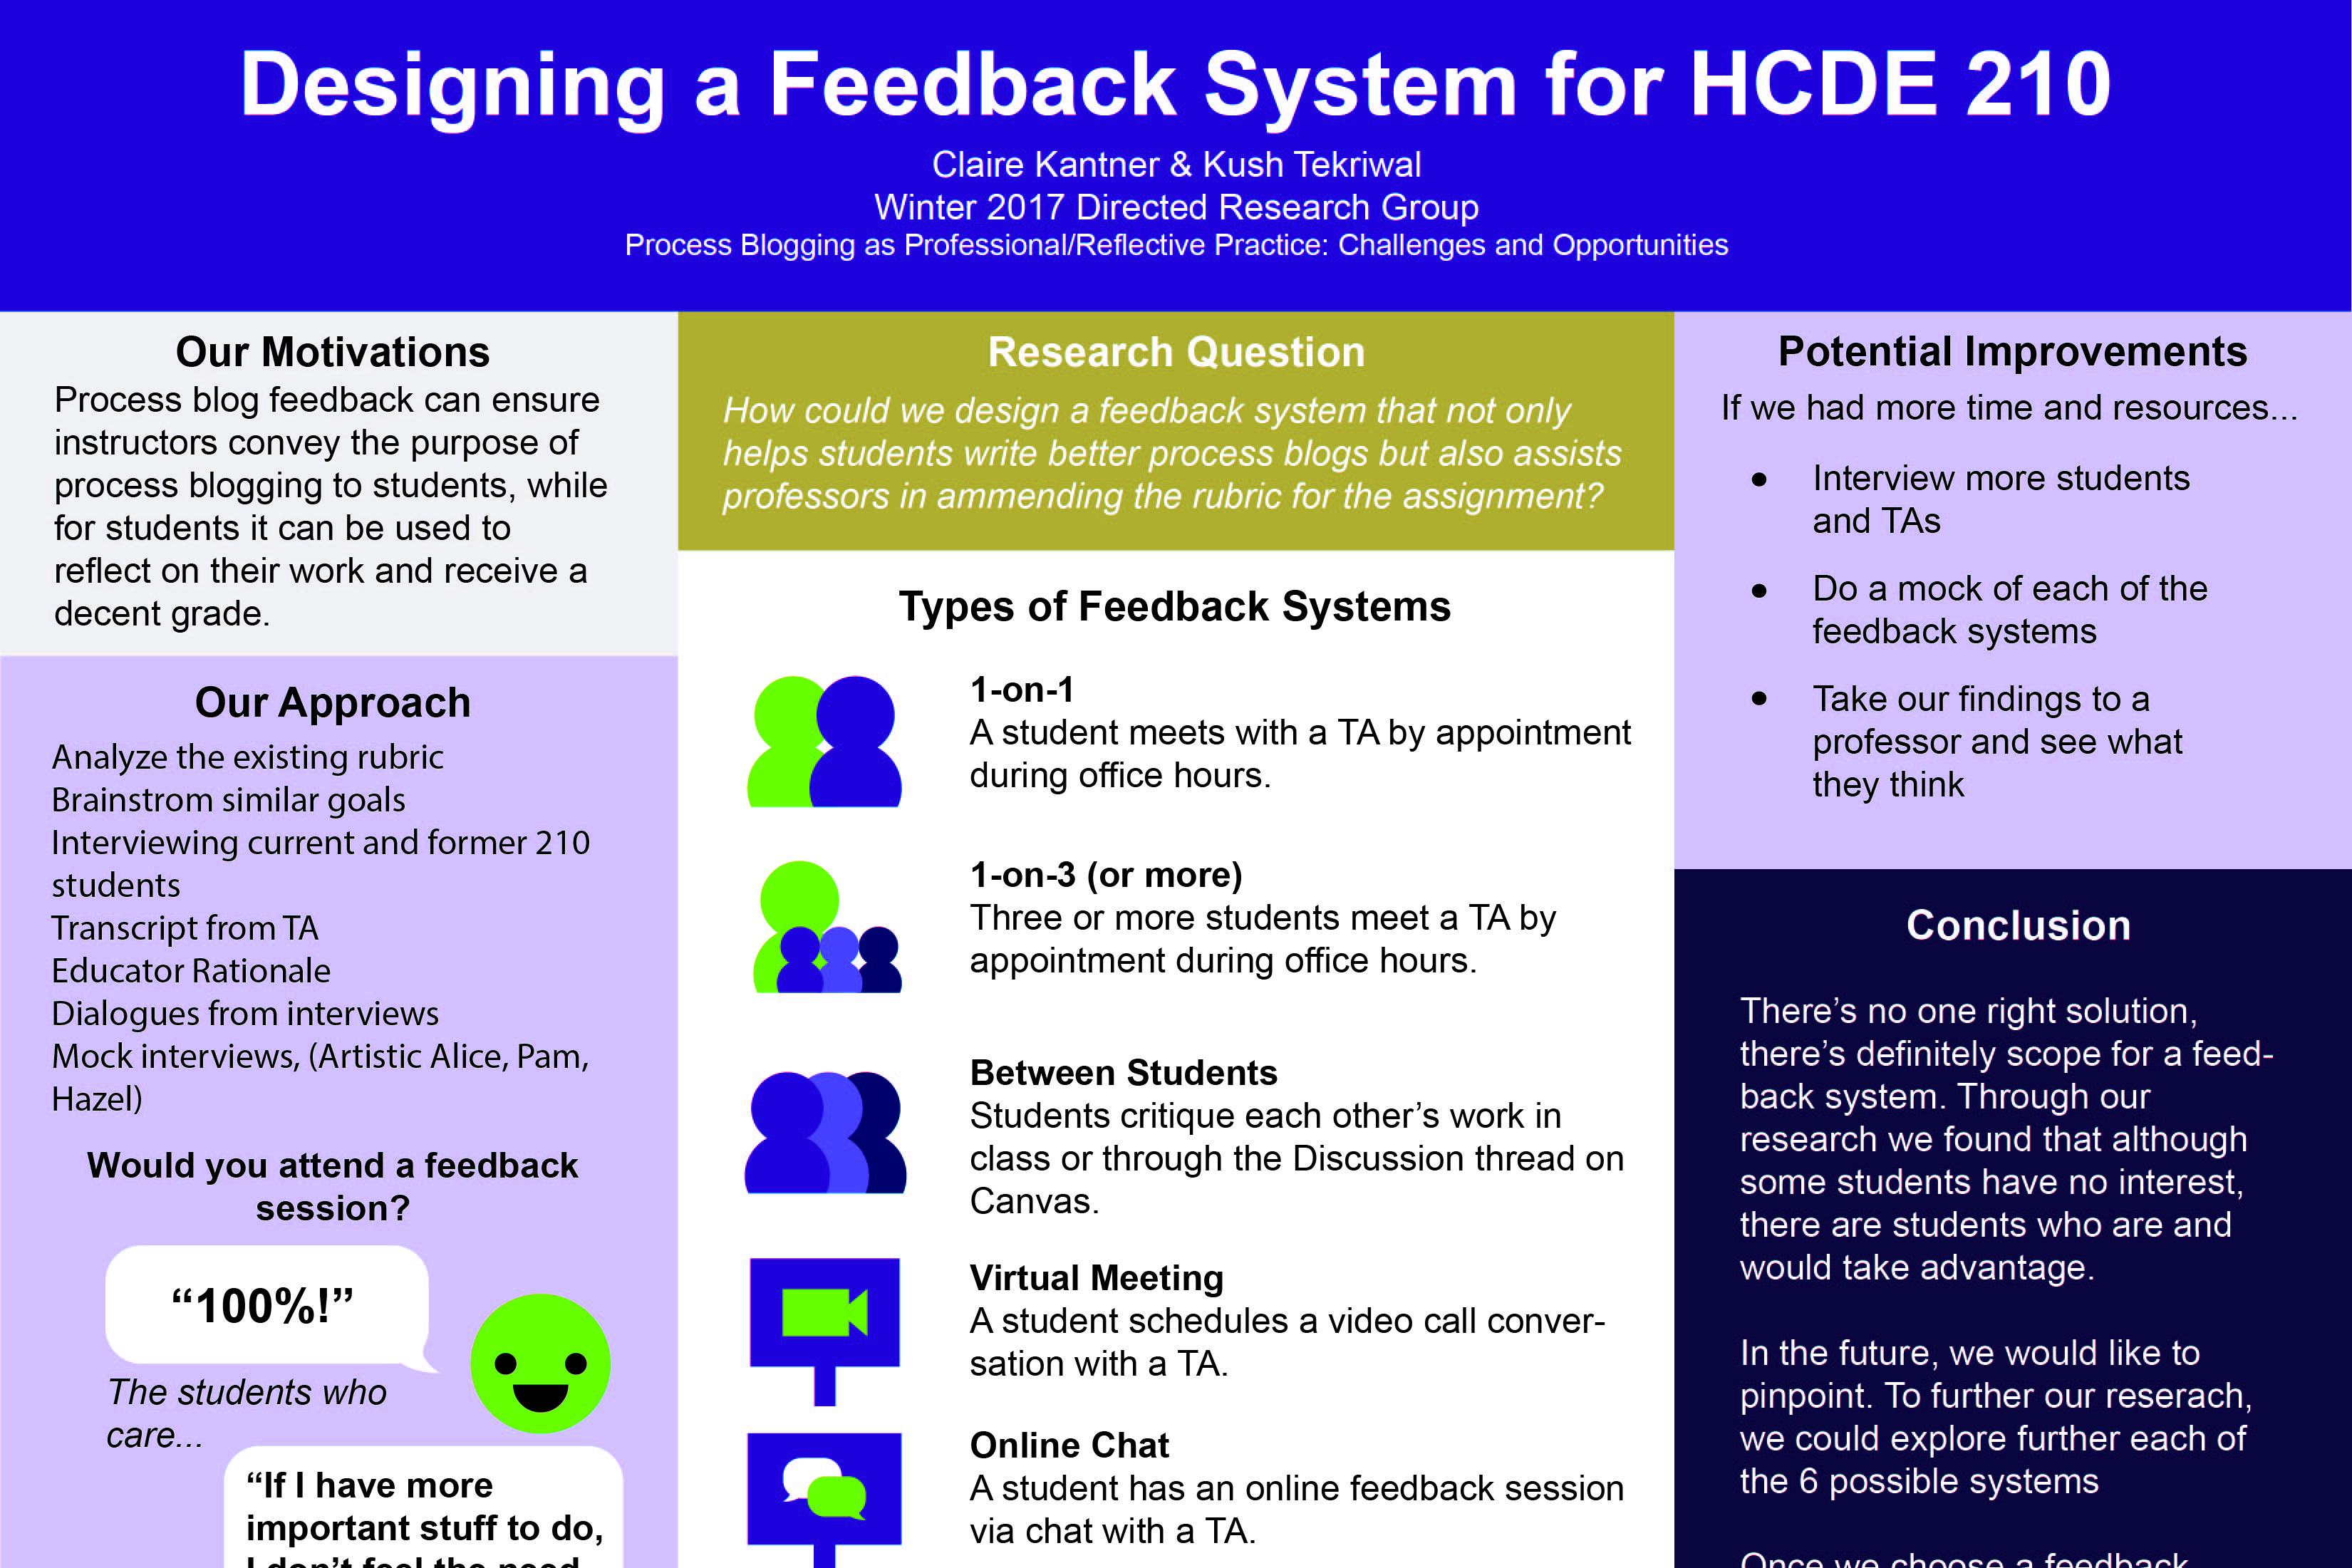 Designing a Feedback System for HCDE 210
Claire Kantner & Kush Tekriwal
Winter 2017 Directed Research Group
Process Blogging as Professional/Reflective Practice: Challenges and Opportunities
Our Motivations
Process blog feedback can ensure
instructors convey the purpose of
process blogging to students, while
for students it can be used to
reflect on their work and receive a
decent grade.
Our Approach
Analyze the existing rubric
Brainstrom similar goals
Interviewing current and former 210
students
Transcript from TA
Educator Rationale
Dialogues from interviews
Mock interviews, (Artistic Alice, Pam,
Hazel)
Would you attend a feedback
session?
“100%!”
The students who
care...
“If I have more
important stuff to do,
I don’t feel the need
Research Question
How could we design a feedback system that not only
helps students write better process blogs but also assists
professors in ammending the rubric for the assignment?
Types of Feedback Systems
1-on-1
A student meets with a TA by appointment
during office hours.
1-on-3 (or more)
Three or more students meet a TA by
appointment during office hours.
Between Students
Students critique each other’s work in
class or through the Discussion thread on
Canvas.
Virtual Meeting
A student schedules a video call conver-
sation with a TA.
Online Chat
A student has an online feedback session
via chat with a TA.
Potential Improvements
If we had more time and resources...
● Interview more students
and TAs
● Do a mock of each of the
feedback systems
● Take our findings to a
professor and see what
they think
Conclusion
There’s no one right solution,
there’s definitely scope for a feed-
back system. Through our
research we found that although
some students have no interest,
there are students who are and
would take advantage.
In the future, we would like to
pinpoint. To further our reserach,
we could explore further each of
the 6 possible systems
Once we choose a feedback